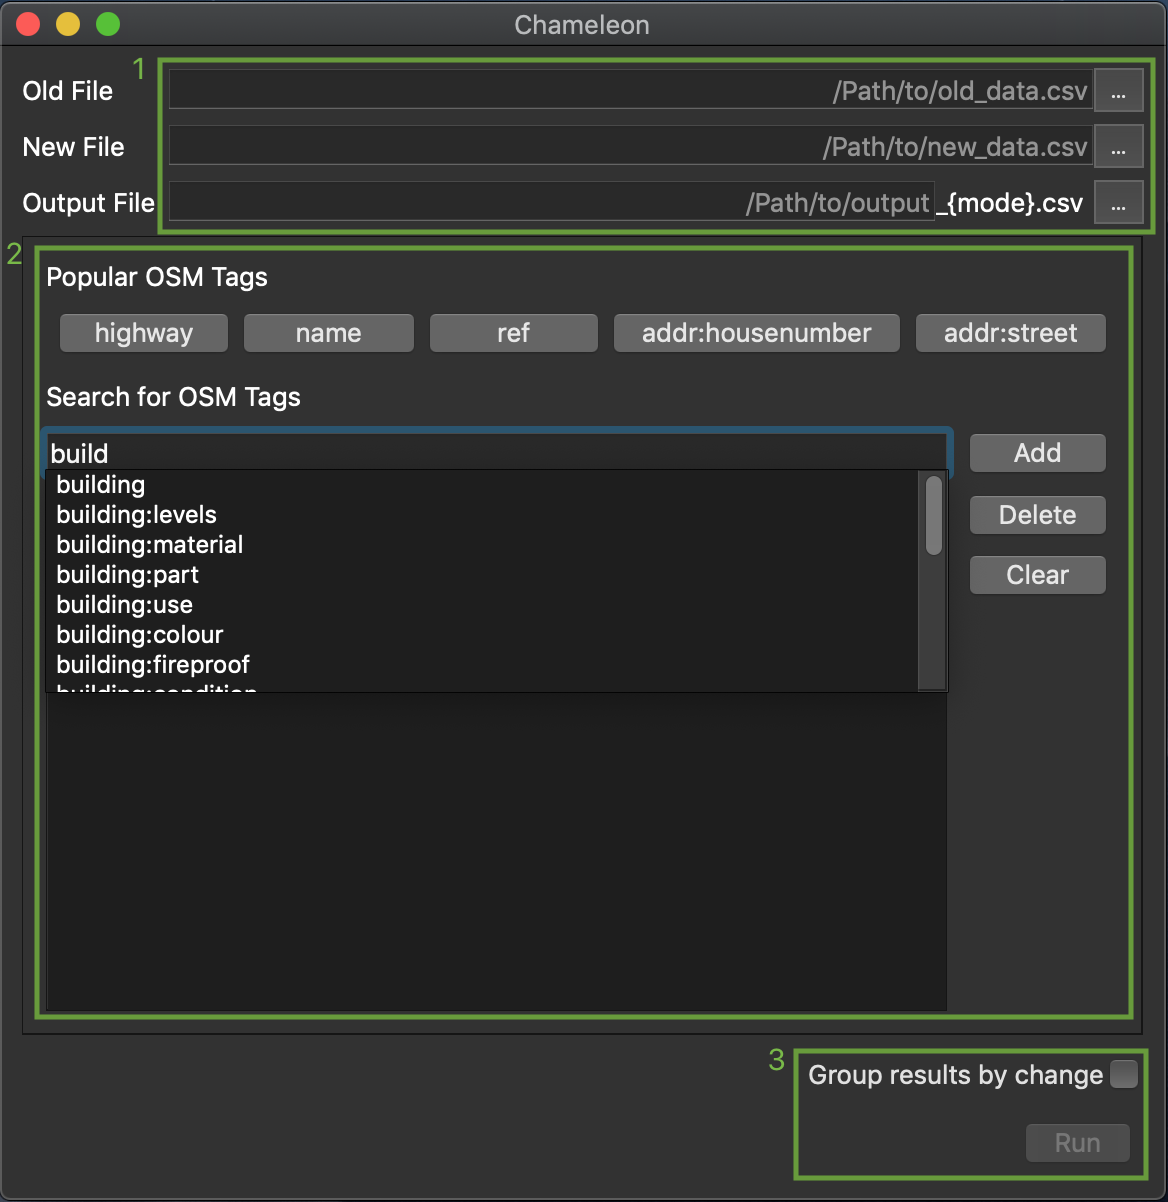 Chameleon
1
Old File /Path/to/old_data.csv ...
New File /Path/to/new_data.csv ...
Output File /Path/to/output _{mode}.csv ...
2
Popular OSM Tags
highway name ref addr:housenumber addr:street
Search for OSM Tags
build Add
building
building:levels Delete
building:material
building:part Clear
building:use
building:colour
building:fireproof
building:condition
3
Group results by change
Run